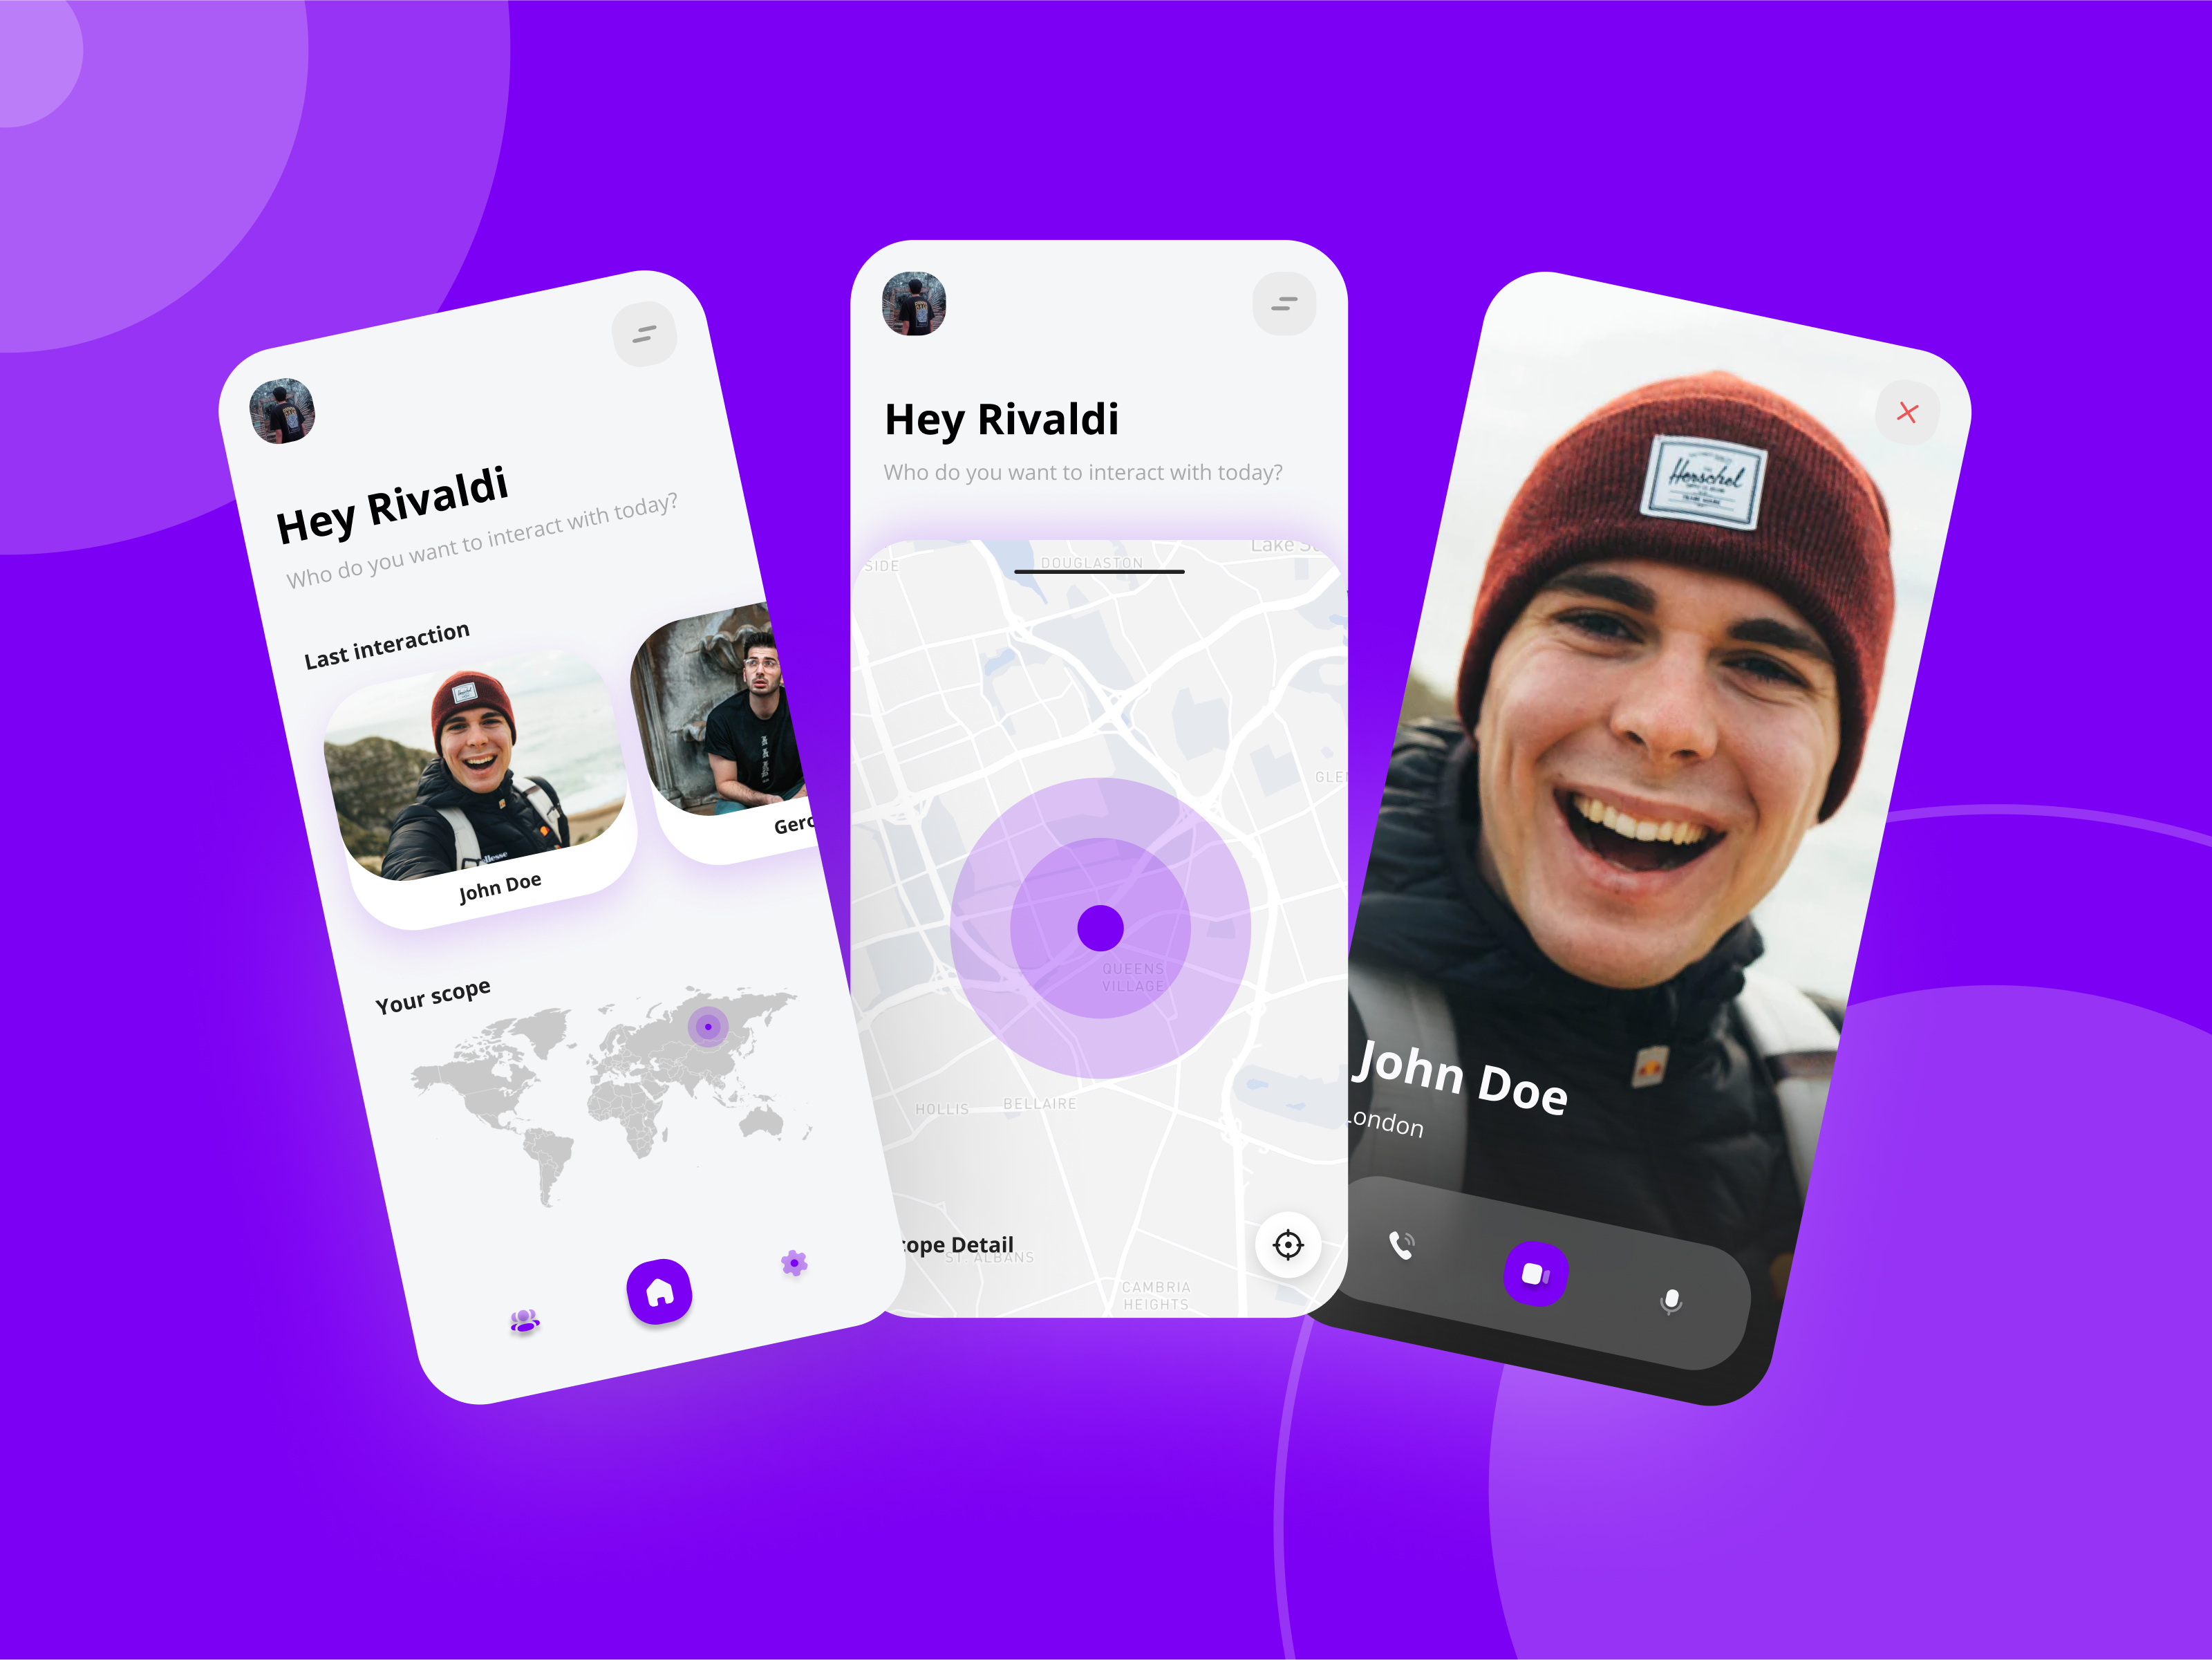 Hey Rivaldi
Who do you want to interact with today?
Last interaction
John Doe
Gerc
Your scope
Hey Rivaldi
Who do you want to interact with today?
SIDE
DOUGLASTON
Lake Su
GLE
QUEENS
VILLAGE
HOLLIS
BELLAIRE
cope Detail
ST. ALBANS
CAMBRIA
HEIGHTS
Herschel
John Doe
London